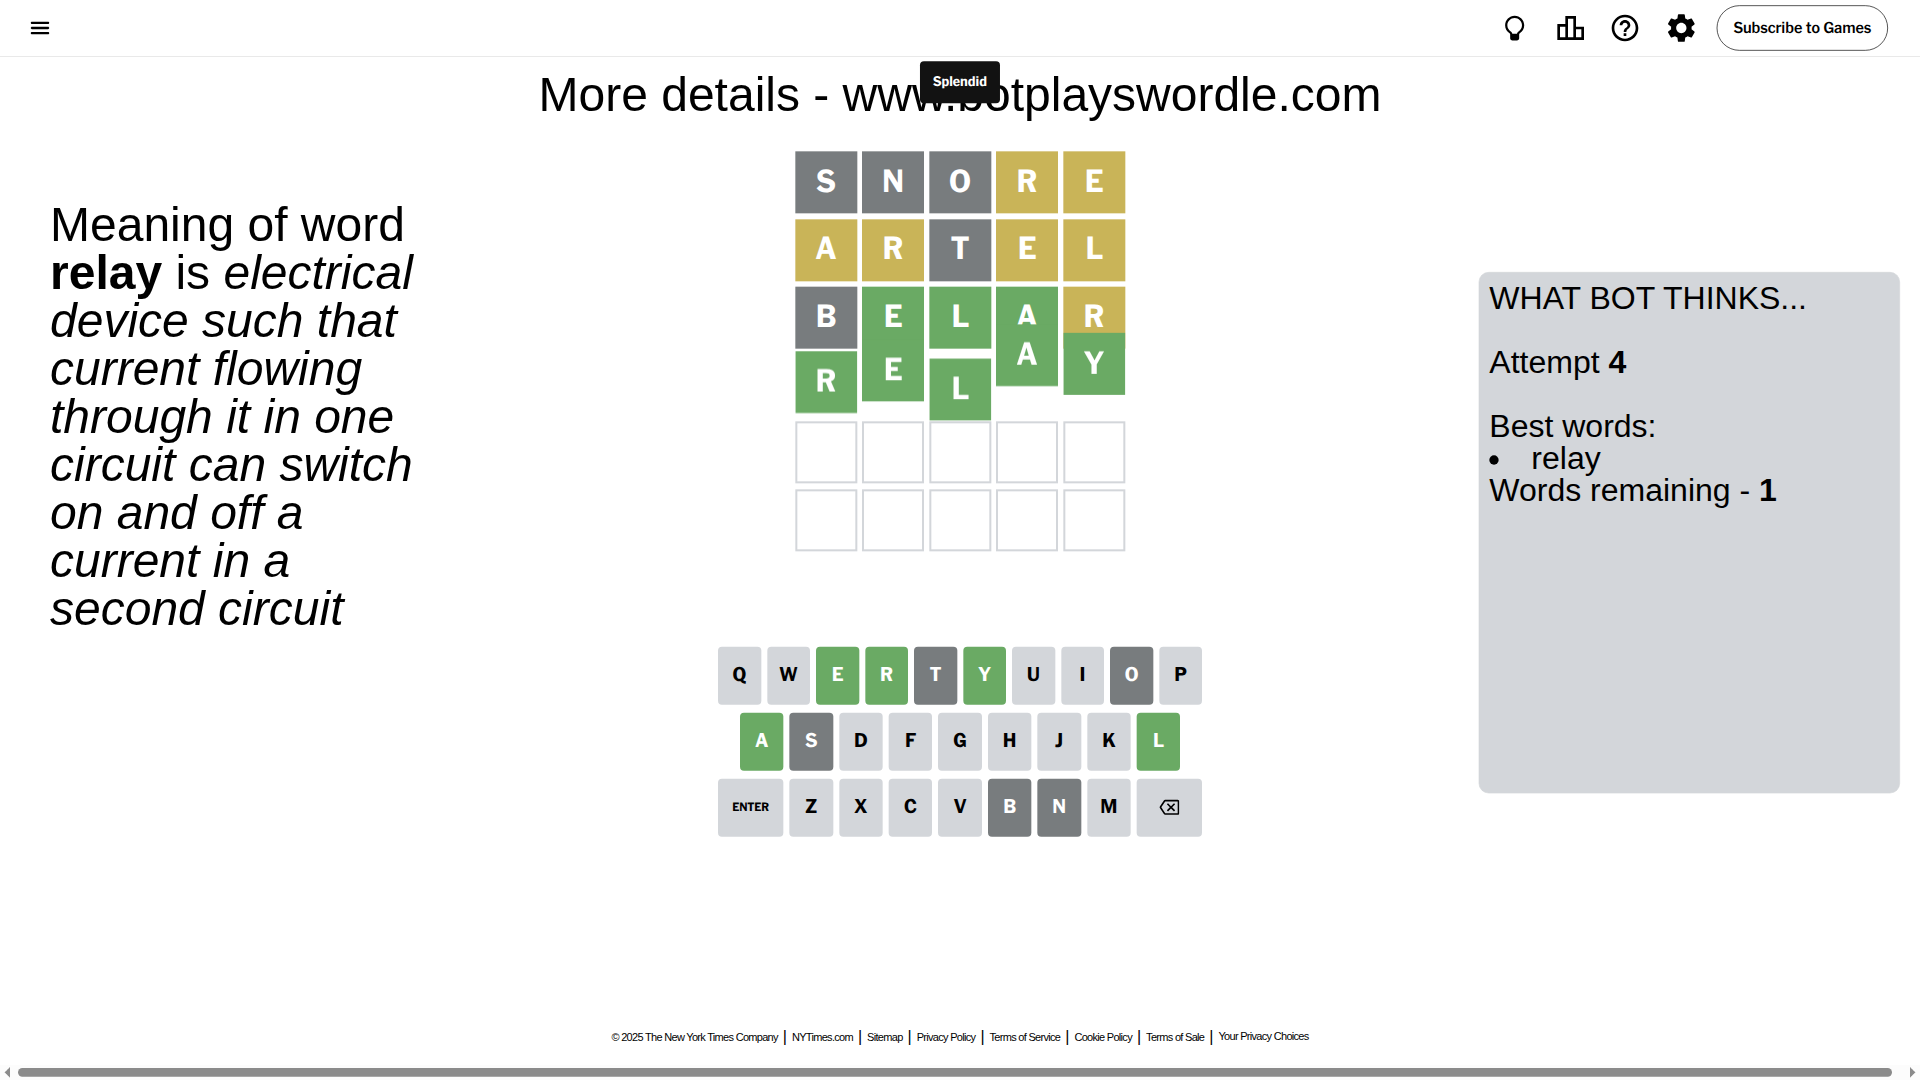 Subscribe to Games
Splendid
More details - www.botplayswordle.com
Meaning of word
relay is electrical
device such that
current flowing
through it in one
circuit can switch
on and off a
current in a
second circuit
S N O R E
A R T E L
B E L A R
R E L A Y
WHAT BOT THINKS...
Attempt 4
Best words:
• relay
Words remaining - 1
Q W E R T Y U I O P
A S D F G H J K L
ENTER Z X C V B N M
© 2025 The New York Times Company | NYTimes.com | Sitemap | Privacy Policy | Terms of Service | Cookie Policy | Terms of Sale | Your Privacy Choices